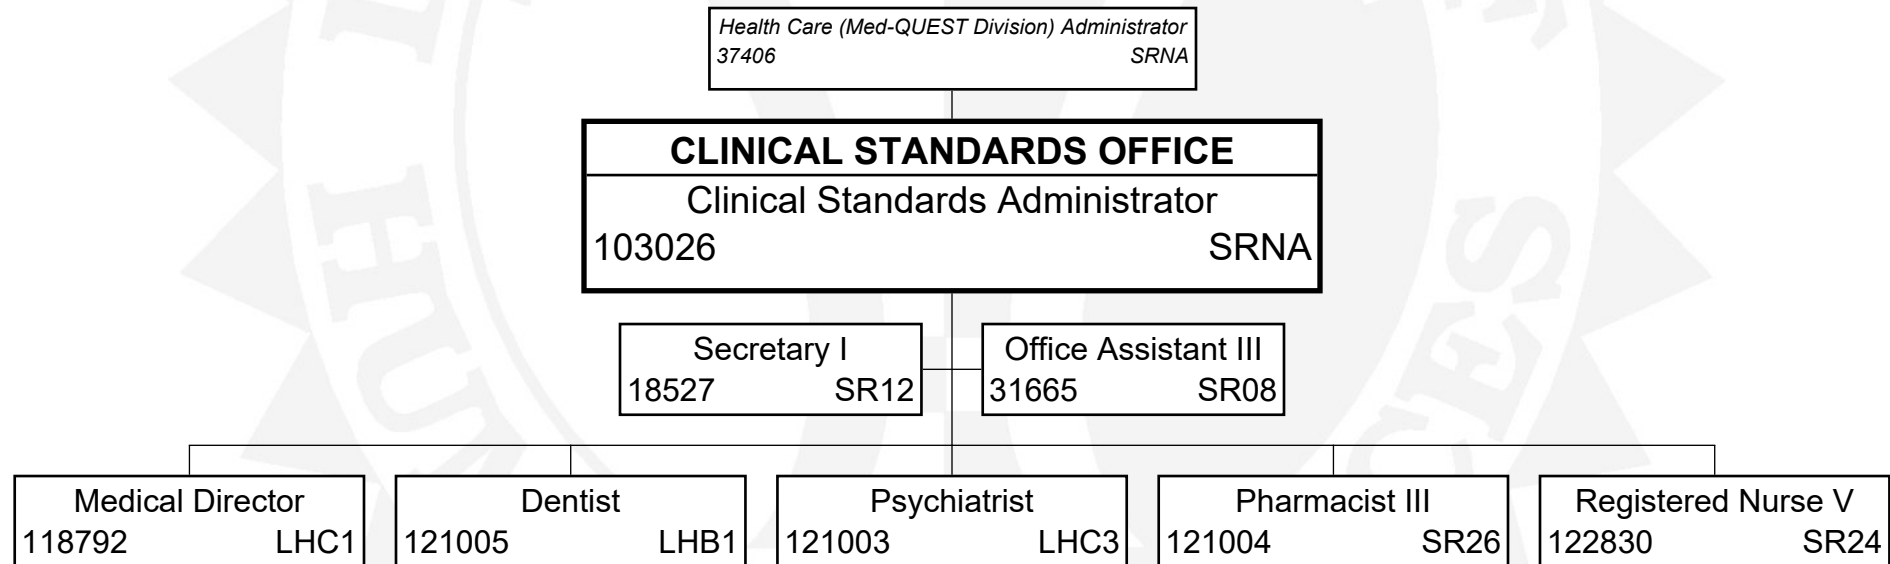 Health Care (Med-QUEST Division) Administrator
37406 SRNA
CLINICAL STANDARDS OFFICE
Clinical Standards Administrator
103026 SRNA
Secretary I
18527 SR12
Office Assistant III
31665 SR08
Medical Director
118792 LHC1
Dentist
121005 LHB1
Psychiatrist
121003 LHC3
Pharmacist III
121004 SR26
Registered Nurse V
122830 SR24